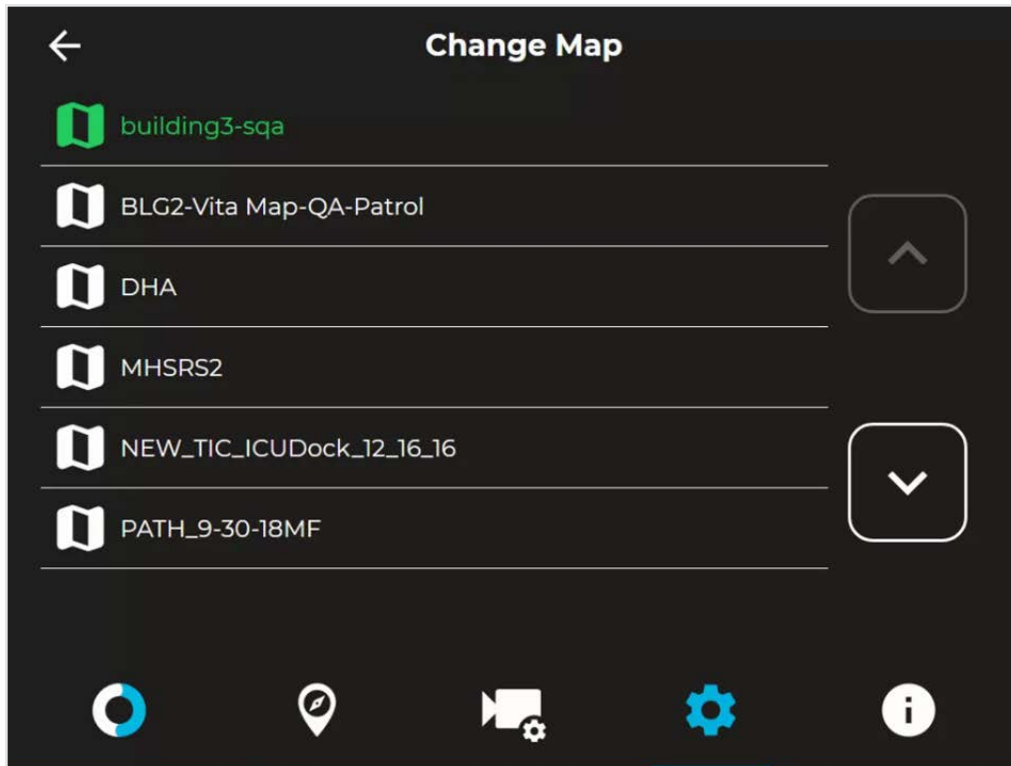 Change Map
building3-sqa
BLG2-Vita Map-QA-Patrol
DHA
MHSRS2
NEW_TIC_ICUDock_12_16_16
PATH_9-30-18MF